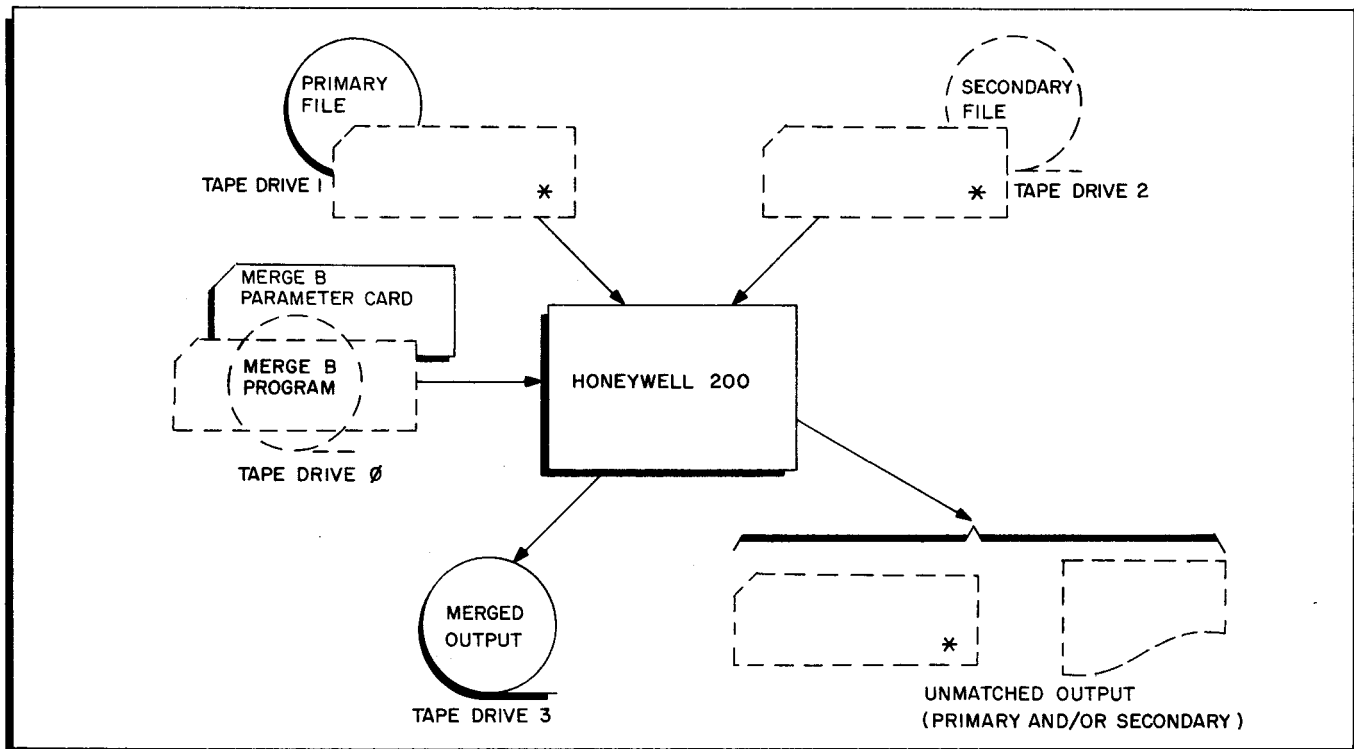 PRIMARY
FILE
TAPE DRIVE 1
*
SECONDARY
FILE
*
TAPE DRIVE 2
MERGE B
PARAMETER CARD
MERGE B
PROGRAM
TAPE DRIVE Ø
HONEYWELL 200
MERGED
OUTPUT
TAPE DRIVE 3
*
UNMATCHED OUTPUT
(PRIMARY AND/OR SECONDARY)